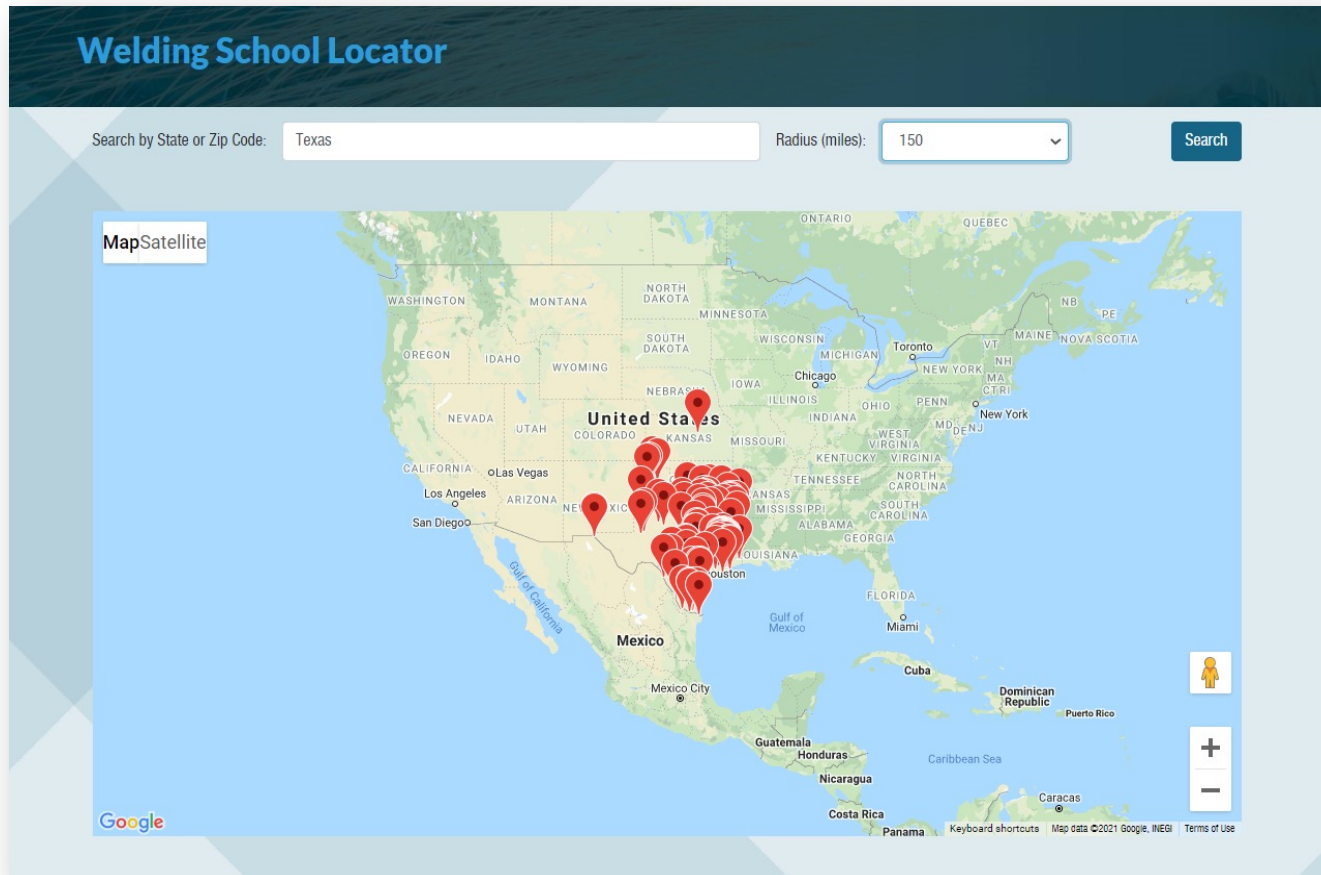 Welding School Locator
Search by State or Zip Code: Texas Radius (miles): 150 Search
MapSatellite
ONTARIO
QUEBEC
WASHINGTON
MONTANA
NORTH
DAKOTA
MINNESOTA
NB
PE
SOUTH
DAKOTA
WISCONSIN
MICHIGAN
Toronto
VT
MAINE
NOVA SCOTIA
OREGON
IDAHO
WYOMING
NH
NEW YORK
MA
CT RI
Chicago
IOWA
ILLINOIS
INDIANA
OHIO
PENN
New York
NEVADA
UTAH
United States
COLORADO
KANSAS
MISSOURI
WEST
VIRGINIA
MD
DE
NJ
KENTUCKY
VIRGINIA
CALIFORNIA
Las Vegas
TENNESSEE
NORTH
CAROLINA
Los Angeles
ARIZONA
MISSISSIPPI
SOUTH
CAROLINA
San Diego
ALABAMA
GEORGIA
Gulf of California
FLORIDA
Gulf of
Mexico
Miami
Mexico
Cuba
Mexico City
Dominican
Republic
Puerto Rico
Guatemala
Honduras
Caribbean Sea
Nicaragua
Caracas
Costa Rica
Panama
Google
Keyboard shortcuts
Map data ©2021 Google, INEGI
Terms of Use